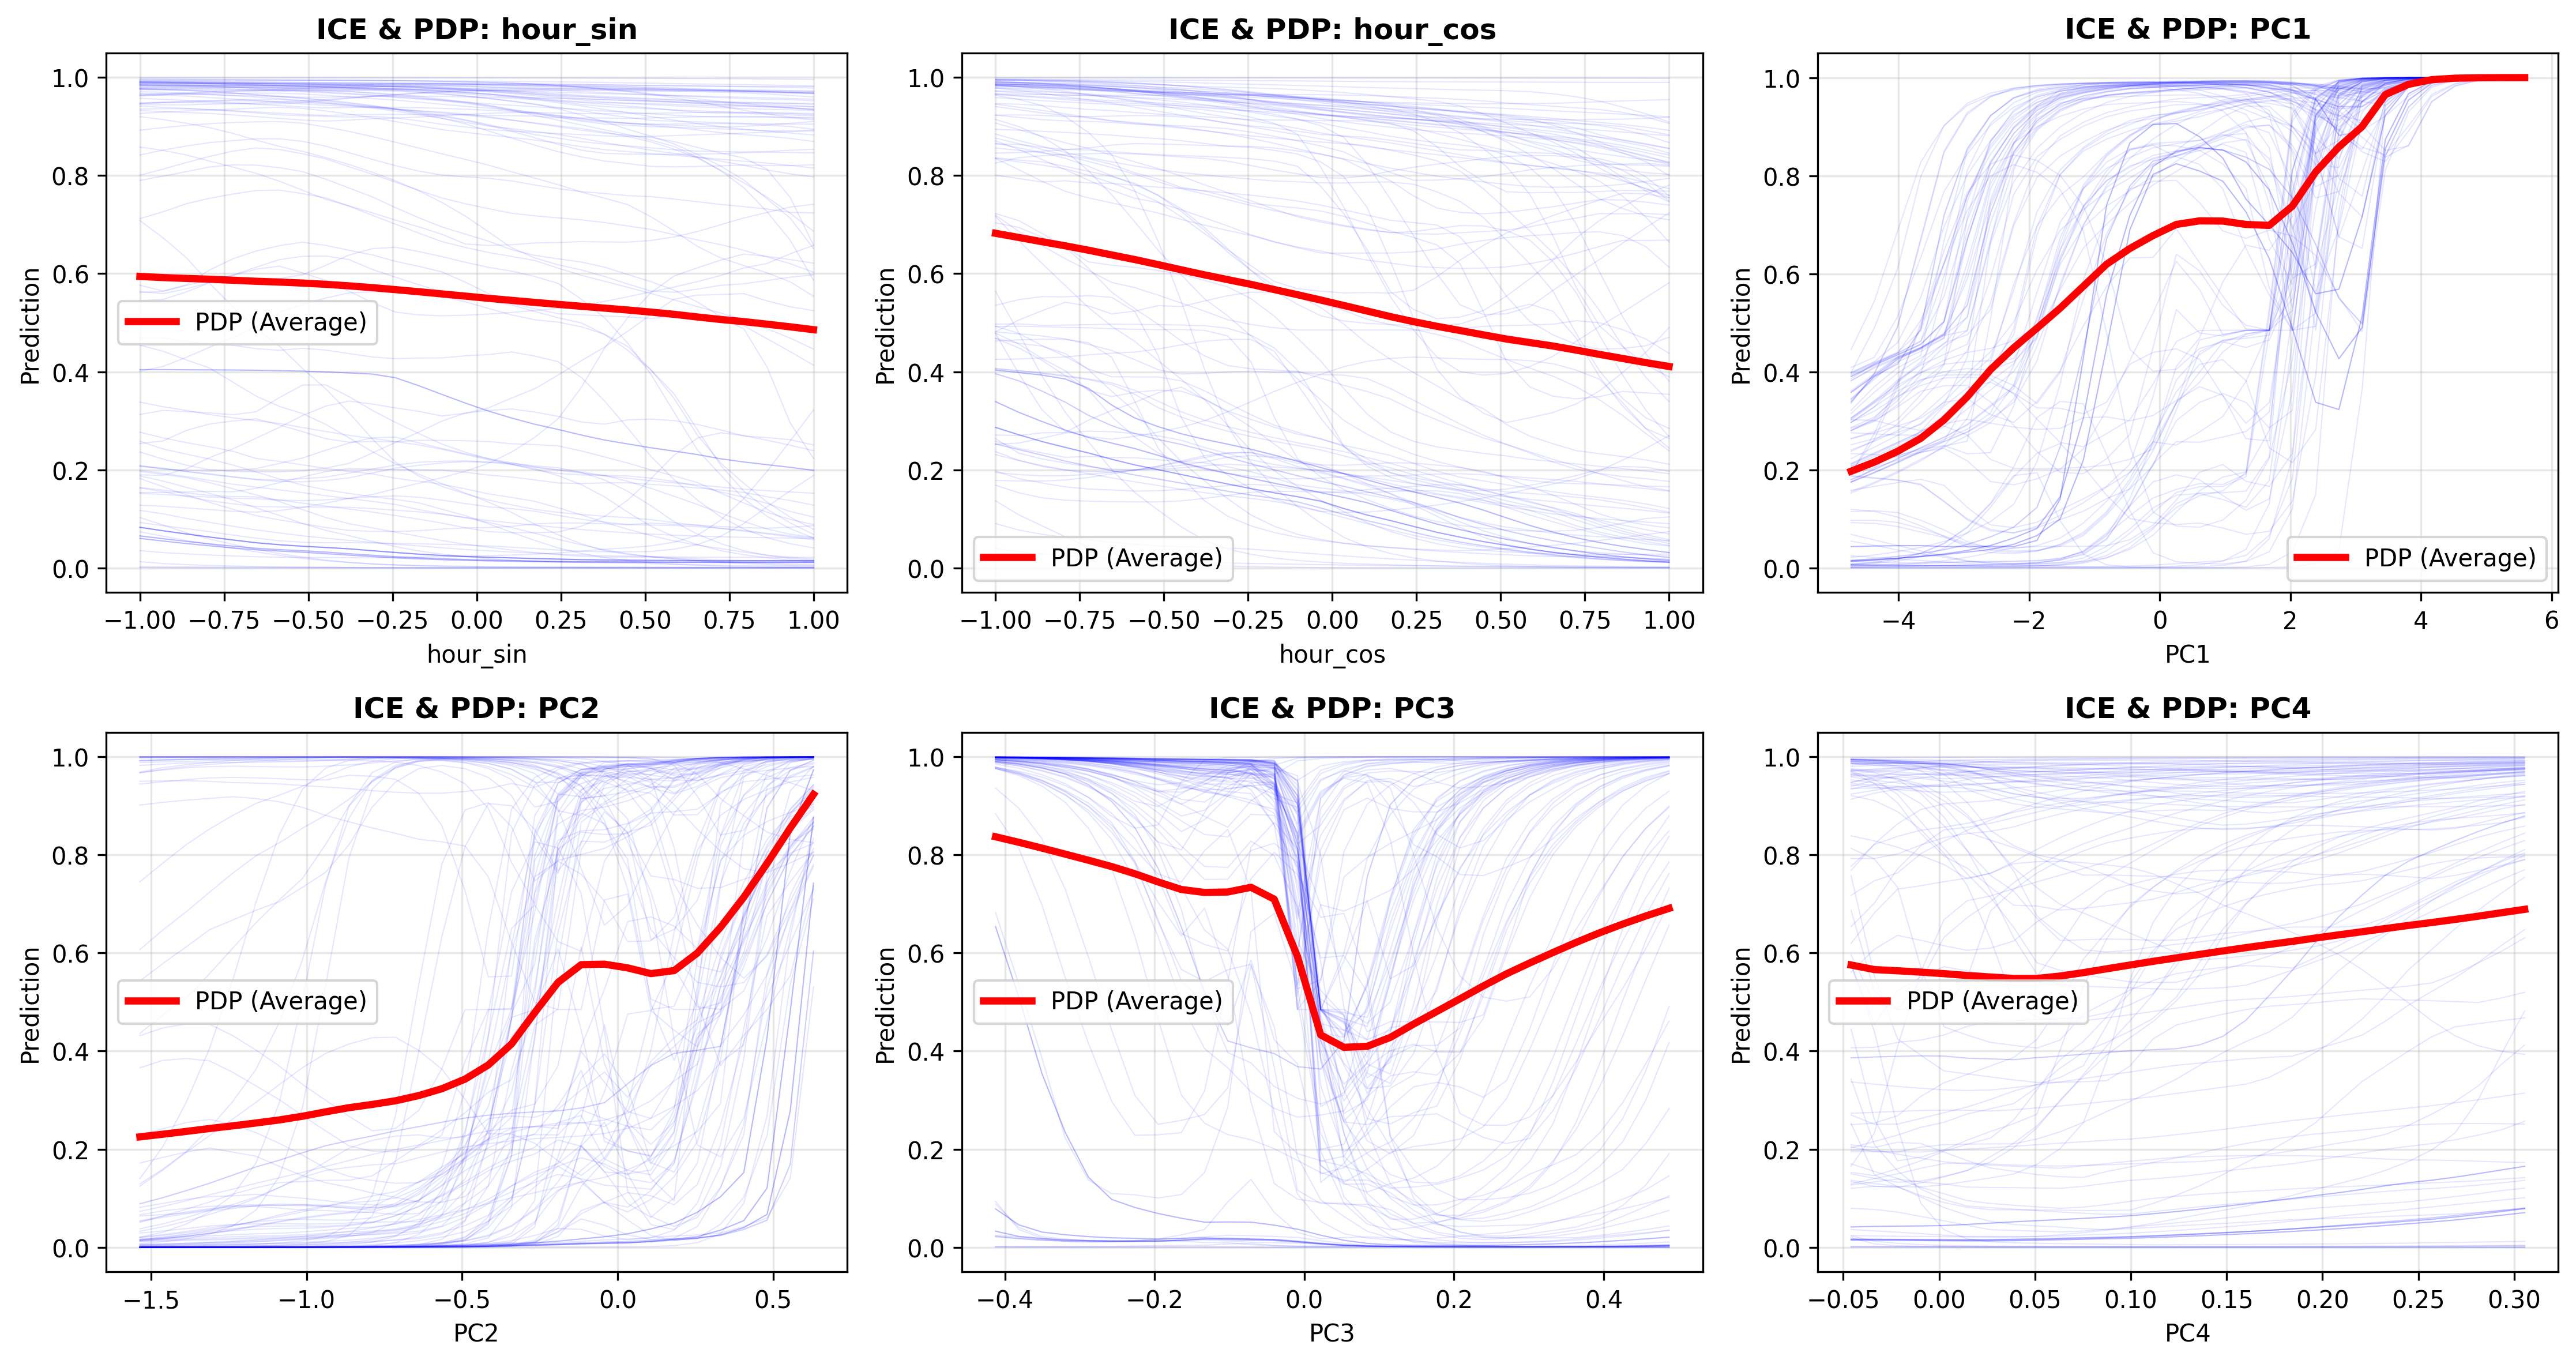 ICE & PDP: hour_sin
Prediction
1.0
0.8
0.6
0.4
0.2
0.0
PDP (Average)
−1.00 −0.75 −0.50 −0.25 0.00 0.25 0.50 0.75 1.00
hour_sin
ICE & PDP: hour_cos
Prediction
1.0
0.8
0.6
0.4
0.2
0.0
PDP (Average)
−1.00 −0.75 −0.50 −0.25 0.00 0.25 0.50 0.75 1.00
hour_cos
ICE & PDP: PC1
Prediction
1.0
0.8
0.6
0.4
0.2
0.0
PDP (Average)
−4 −2 0 2 4 6
PC1
ICE & PDP: PC2
Prediction
1.0
0.8
0.6
0.4
0.2
0.0
PDP (Average)
−1.5 −1.0 −0.5 0.0 0.5
PC2
ICE & PDP: PC3
Prediction
1.0
0.8
0.6
0.4
0.2
0.0
PDP (Average)
−0.4 −0.2 0.0 0.2 0.4
PC3
ICE & PDP: PC4
Prediction
1.0
0.8
0.6
0.4
0.2
0.0
PDP (Average)
−0.05 0.00 0.05 0.10 0.15 0.20 0.25 0.30
PC4